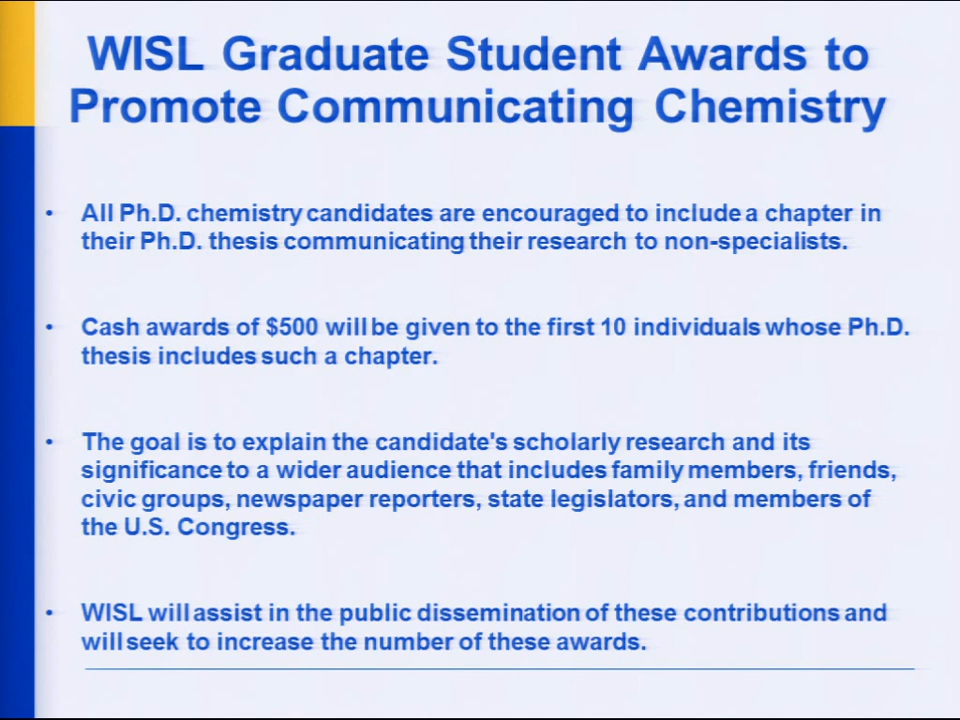 WISL Graduate Student Awards to
Promote Communicating Chemistry
• All Ph.D. chemistry candidates are encouraged to include a chapter in
their Ph.D. thesis communicating their research to non-specialists.
• Cash awards of $500 will be given to the first 10 individuals whose Ph.D.
thesis includes such a chapter.
• The goal is to explain the candidate's scholarly research and its
significance to a wider audience that includes family members, friends,
civic groups, newspaper reporters, state legislators, and members of
the U.S. Congress.
• WISL will assist in the public dissemination of these contributions and
will seek to increase the number of these awards.